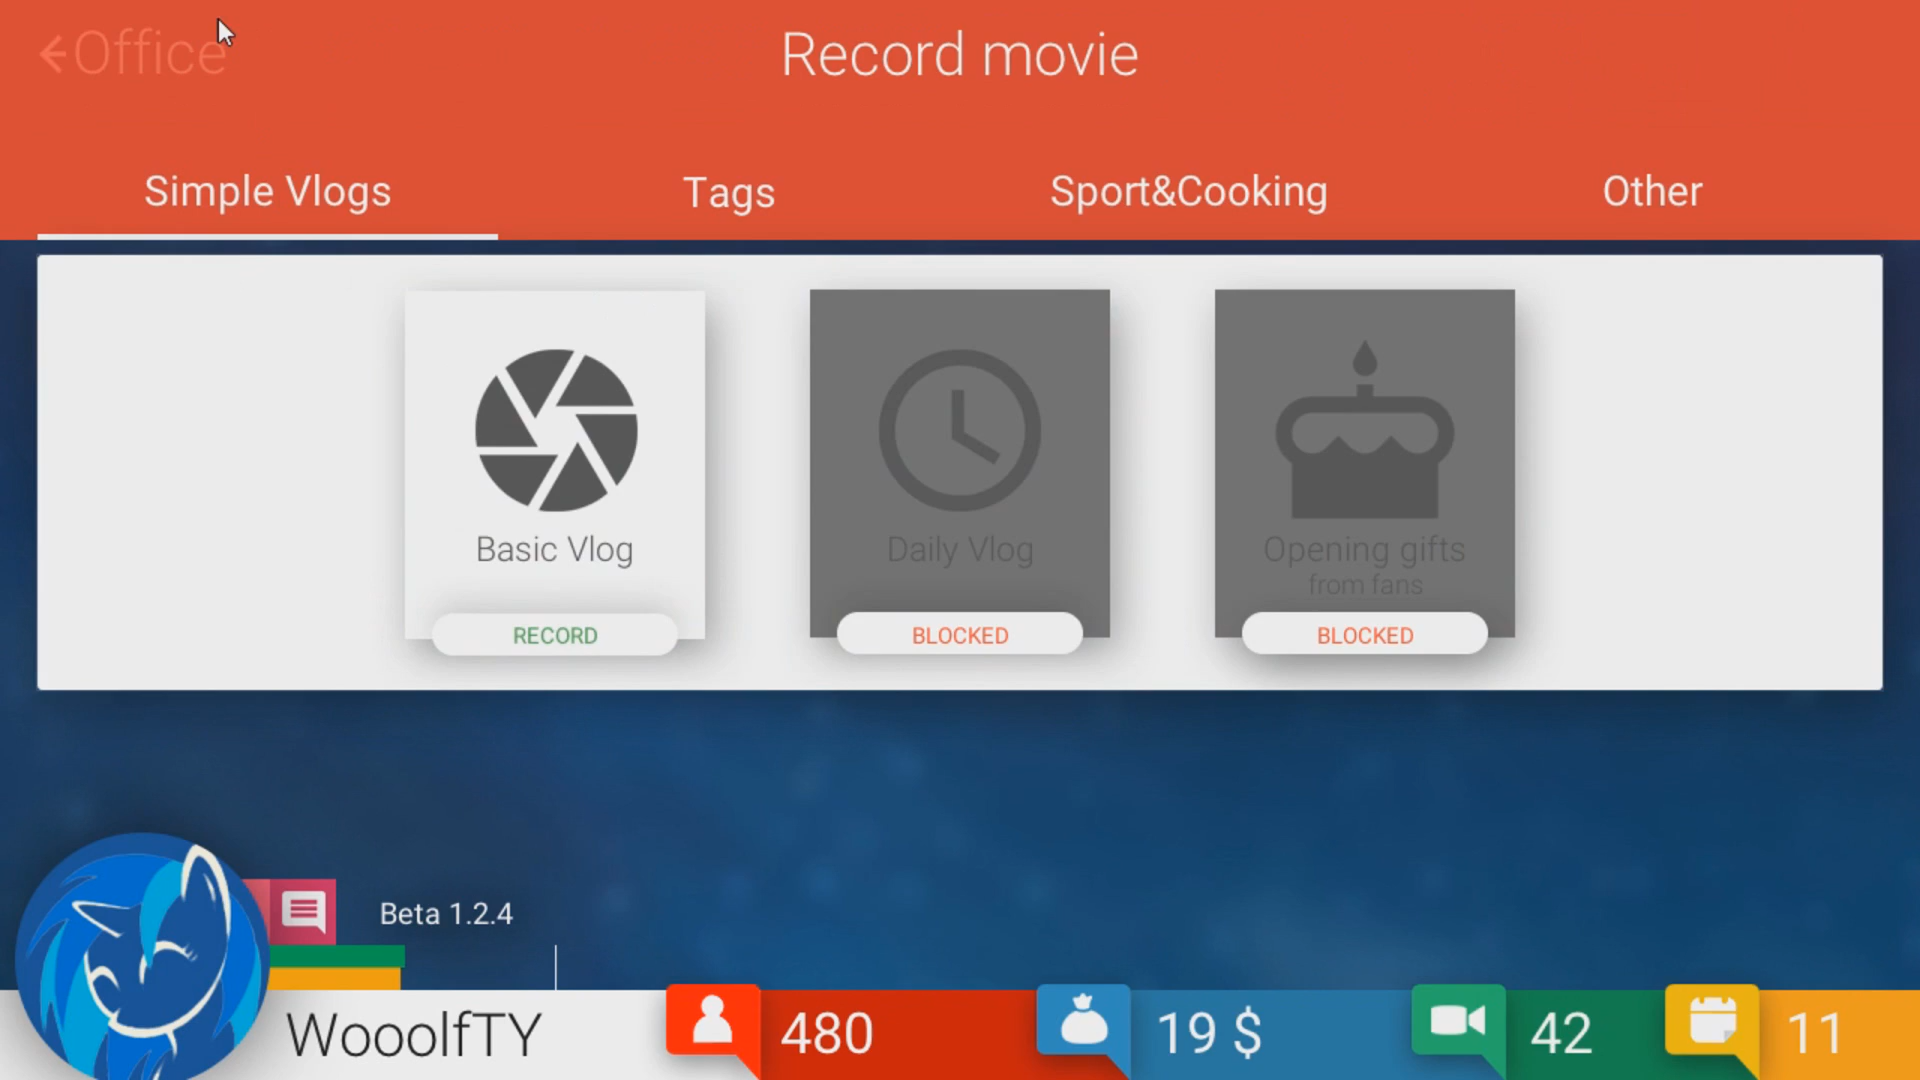 Office
Record movie
Simple Vlogs
Tags
Sport&Cooking
Other
Basic Vlog
RECORD
Daily Vlog
BLOCKED
Opening gifts
from fans
BLOCKED
Beta 1.2.4
WooolfTY
480
19 $
42
11